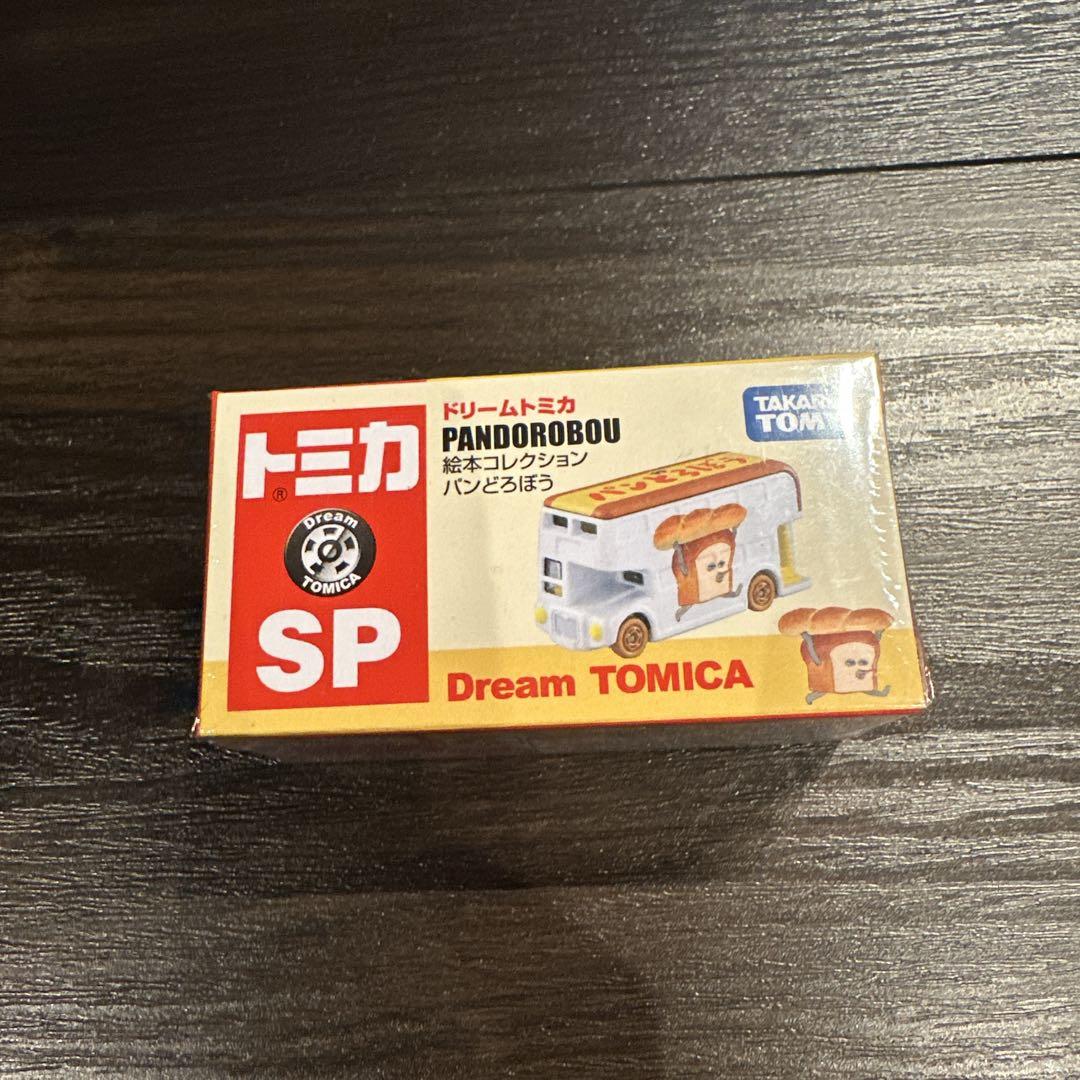 トミカ
®
Dream
TOMICA
SP
ドリームトミカ
PANDOROBOU
絵本コレクション
パンどろぼう
パンどろぼう
Dream TOMICA
TAKARA
TOMY